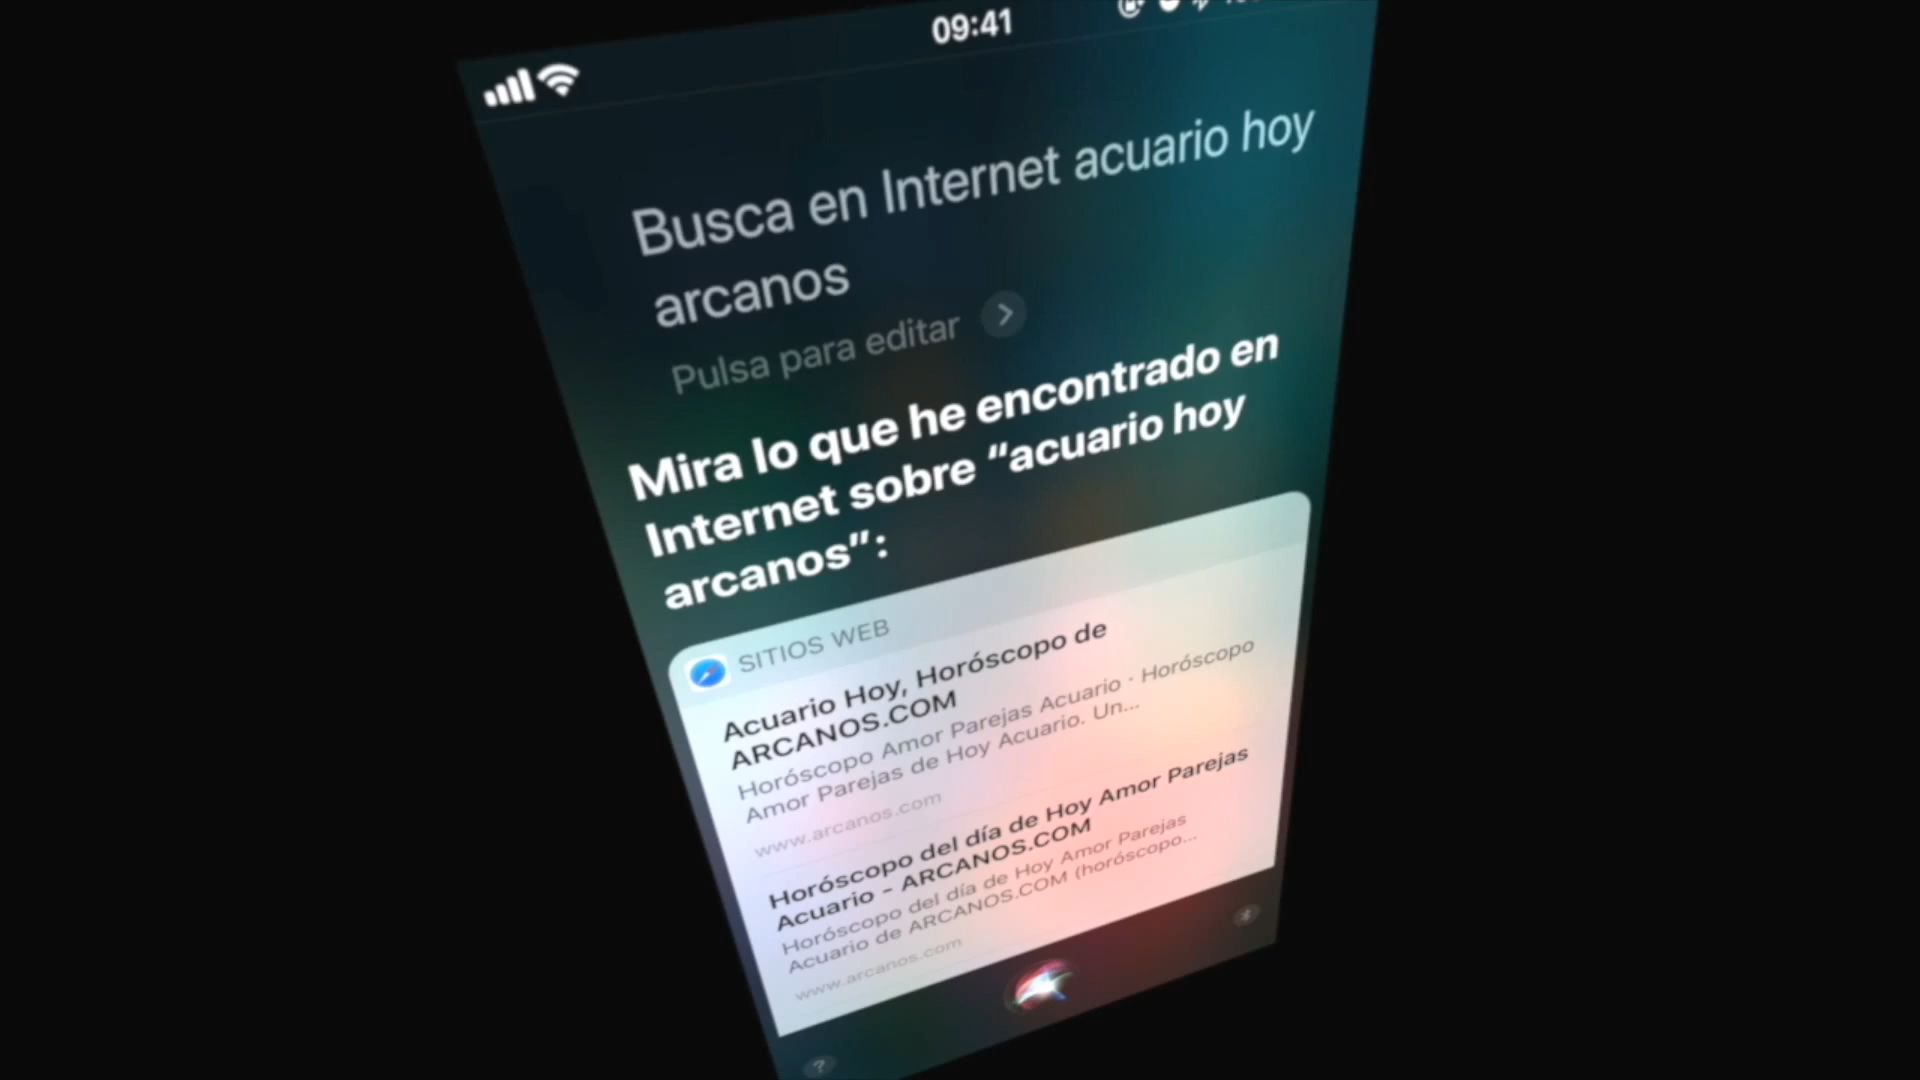 09:41
Busca en Internet acuario hoy
arcanos
Pulsa para editar
Mira lo que he encontrado en
Internet sobre “acuario hoy
arcanos”:
SITIOS WEB
Acuario Hoy, Horóscopo de
ARCANOS.COM
Horóscopo Amor Parejas Acuario · Horóscopo
Amor Parejas de Hoy Acuario. Un...
www.arcanos.com
Horóscopo del día de Hoy Amor Parejas
Acuario - ARCANOS.COM
Horóscopo del día de Hoy Amor Parejas
Acuario de ARCANOS.COM (horóscopo...
www.arcanos.com
?